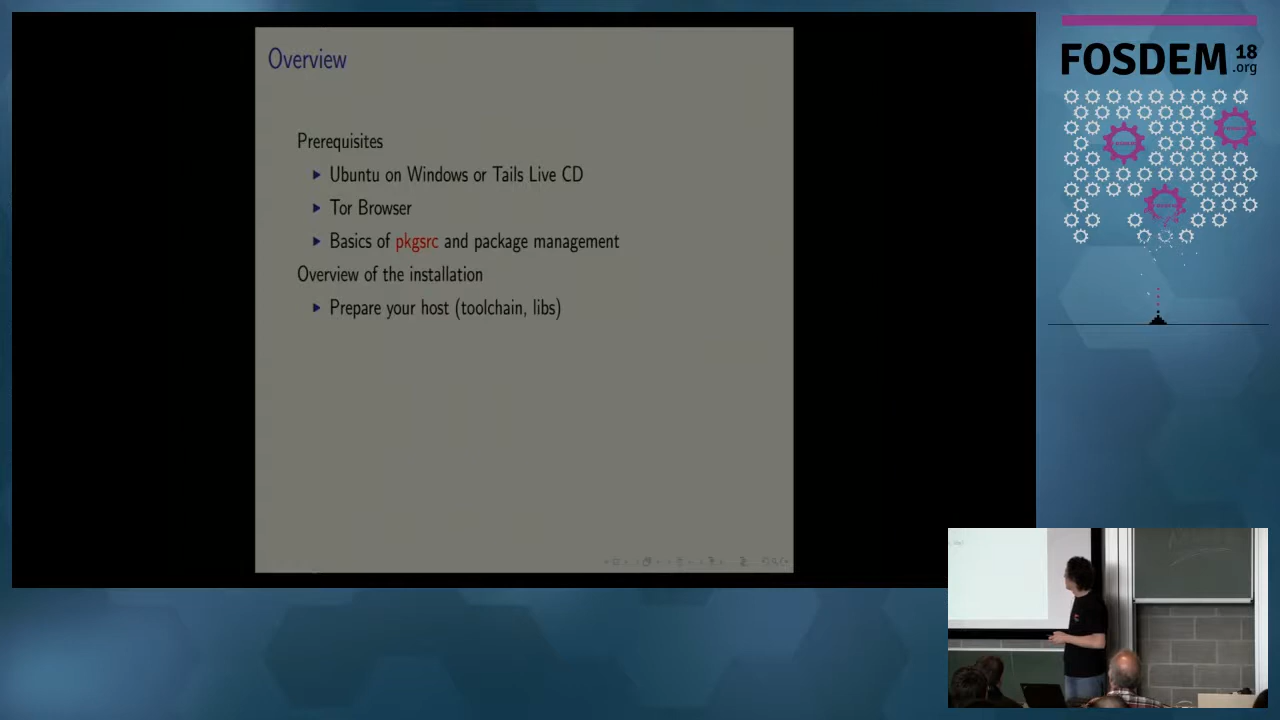 Overview
Prerequisites
Ubuntu on Windows or Tails Live CD
Tor Browser
Basics of pkgsrc and package management
Overview of the installation
Prepare your host (toolchain, libs)
FOSDEM 18
.org